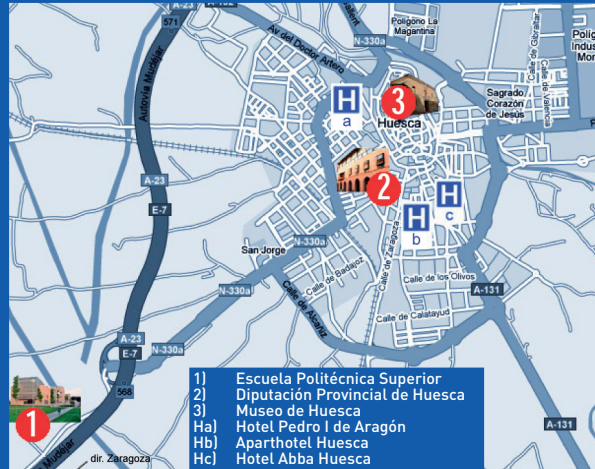 A-23
571
Polígono La
Magantina
N-330a
Av del Doctor Artero
Calle de Gibraltar
Calle de Valencia
Autovía Mudéjar
Sagrado
Corazón
de Jesús
H
a
3
Huesca
2
A-23
E-7
H
c
H
b
N-330a
San Jorge
Calle de Zaragoza
Calle de Badajoz
Calle de los Olivos
N-330a
Calle de Alcañiz
A-131
Calle de Calatayud
A-23
E-7
N-330a
568
1
Mudéjar
dir. Zaragoza
A-131
1) Escuela Politécnica Superior
2) Diputación Provincial de Huesca
3) Museo de Huesca
Ha) Hotel Pedro I de Aragón
Hb) Aparthotel Huesca
Hc) Hotel Abba Huesca